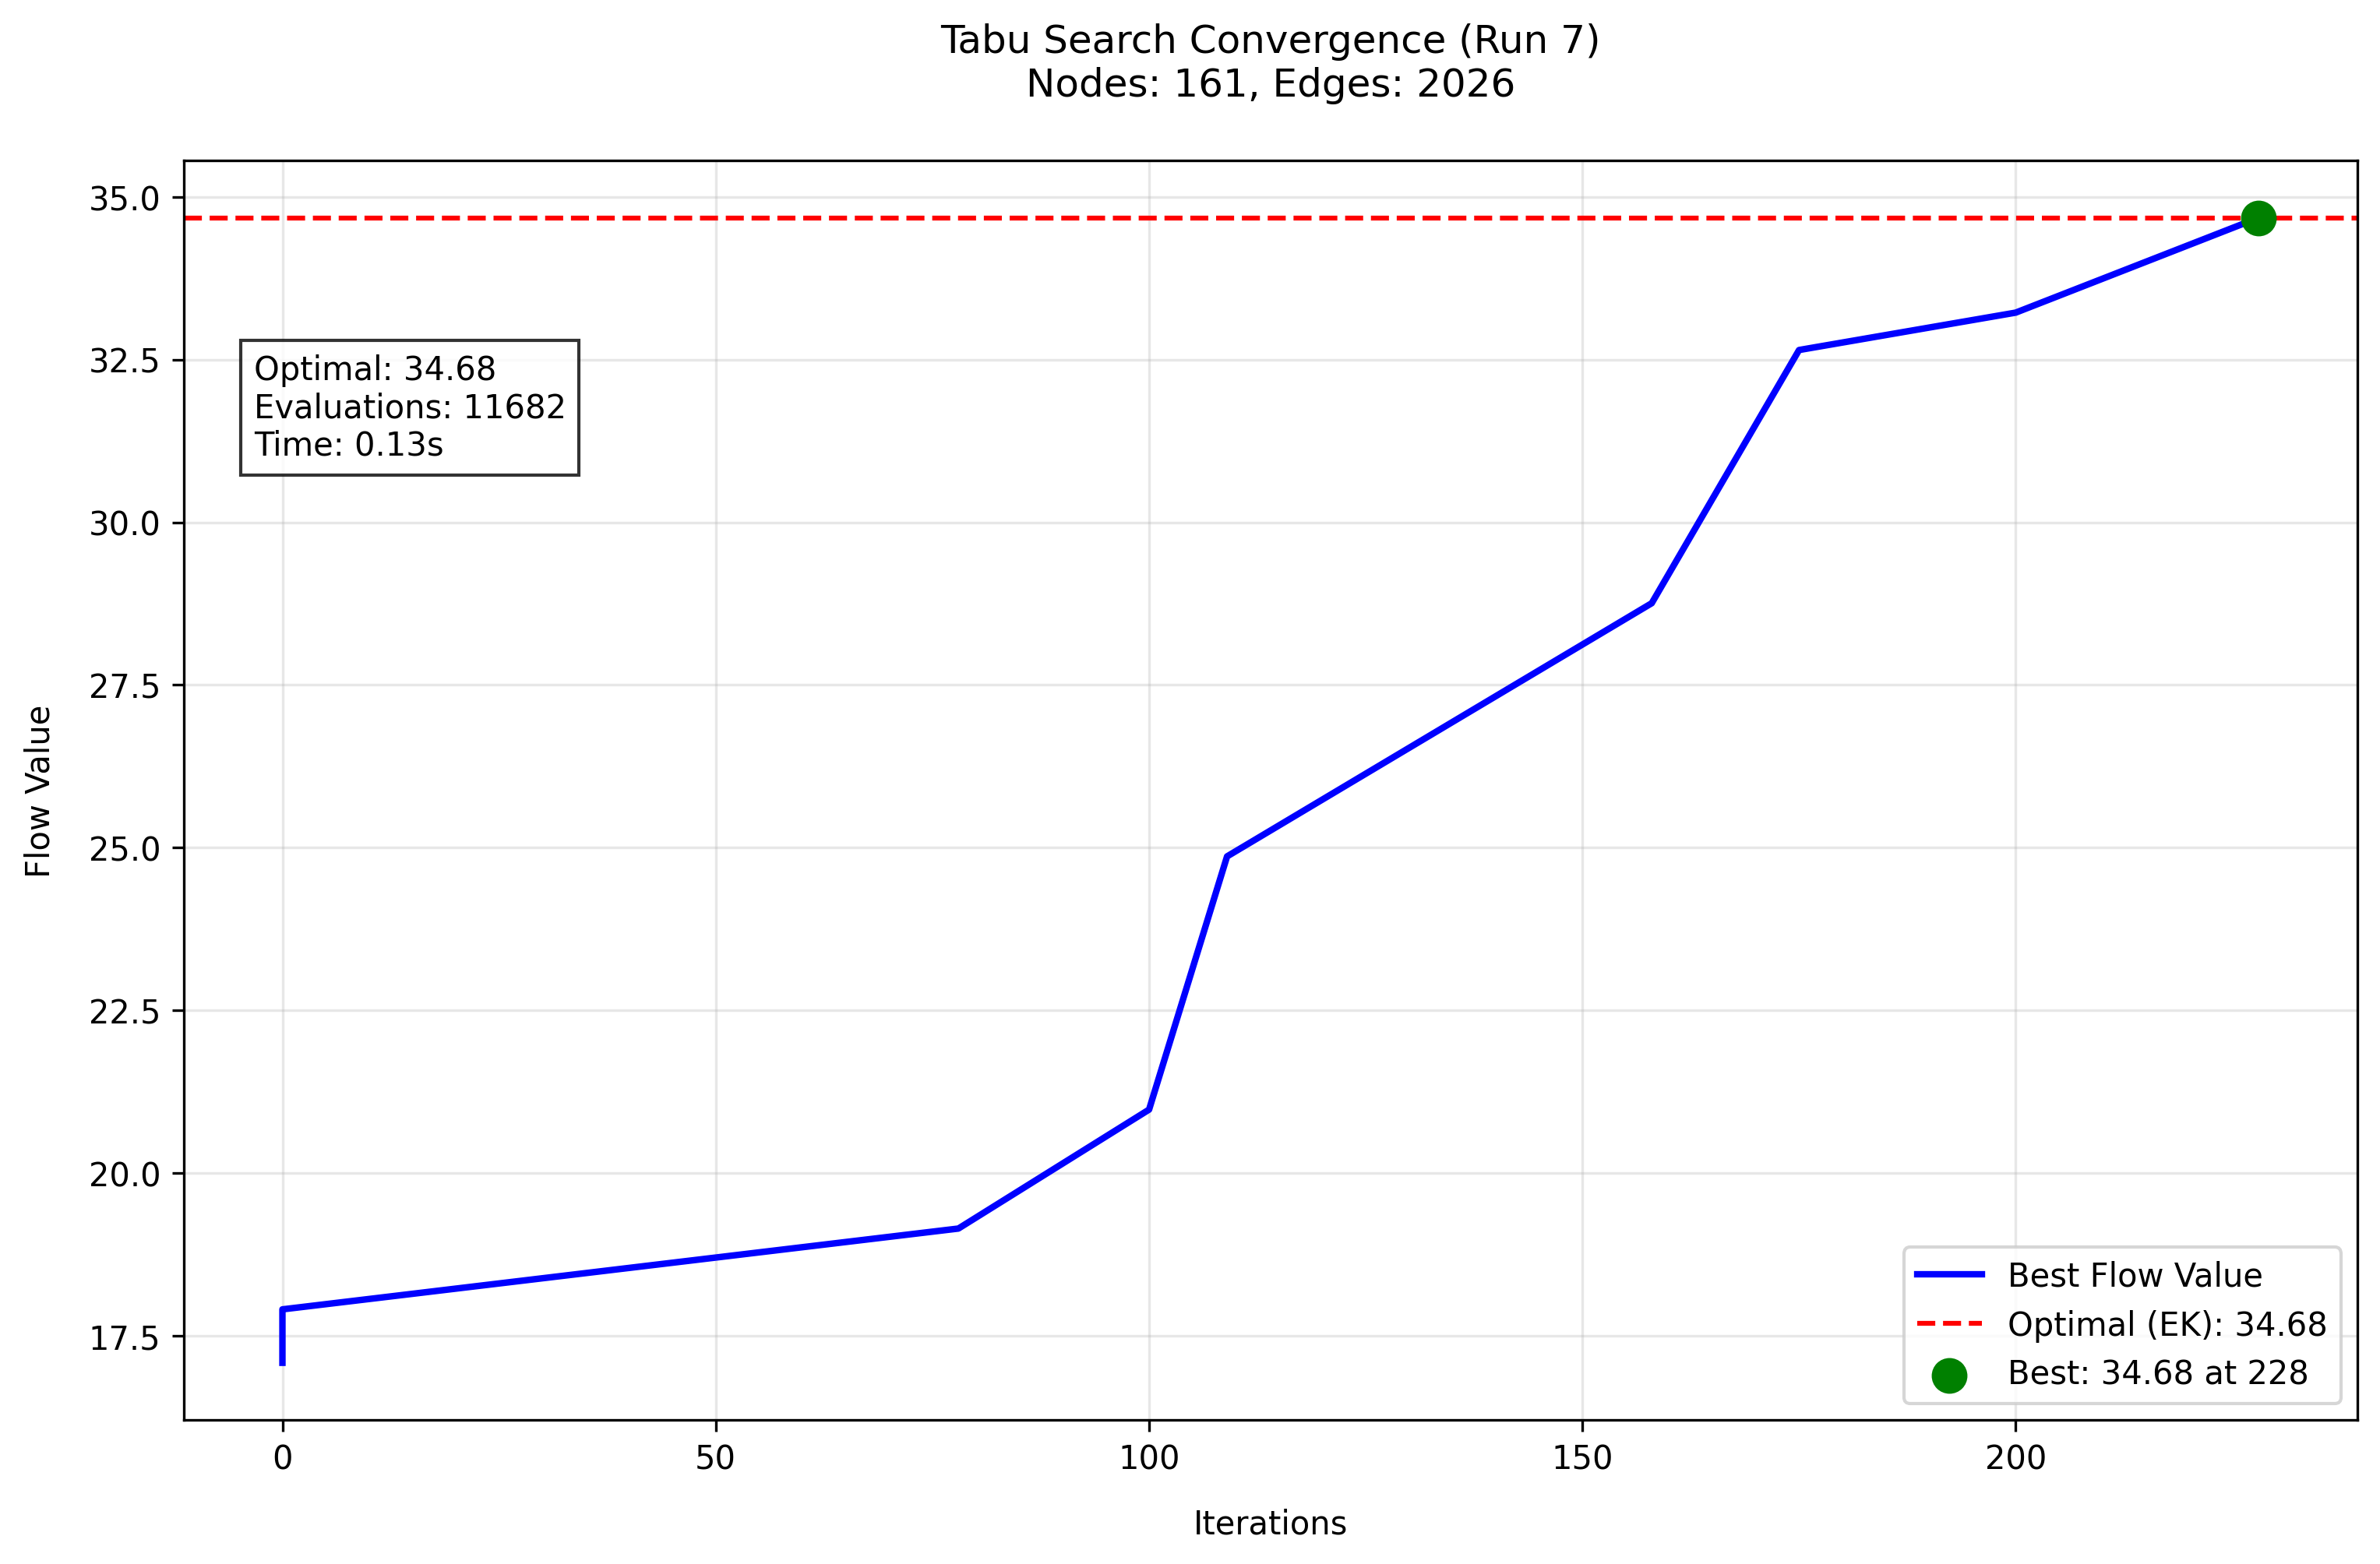 Tabu Search Convergence (Run 7)
Nodes: 161, Edges: 2026
35.0
32.5
30.0
27.5
25.0
22.5
20.0
17.5
Flow Value
Optimal: 34.68
Evaluations: 11682
Time: 0.13s
Best Flow Value
Optimal (EK): 34.68
Best: 34.68 at 228
0 50 100 150 200
Iterations